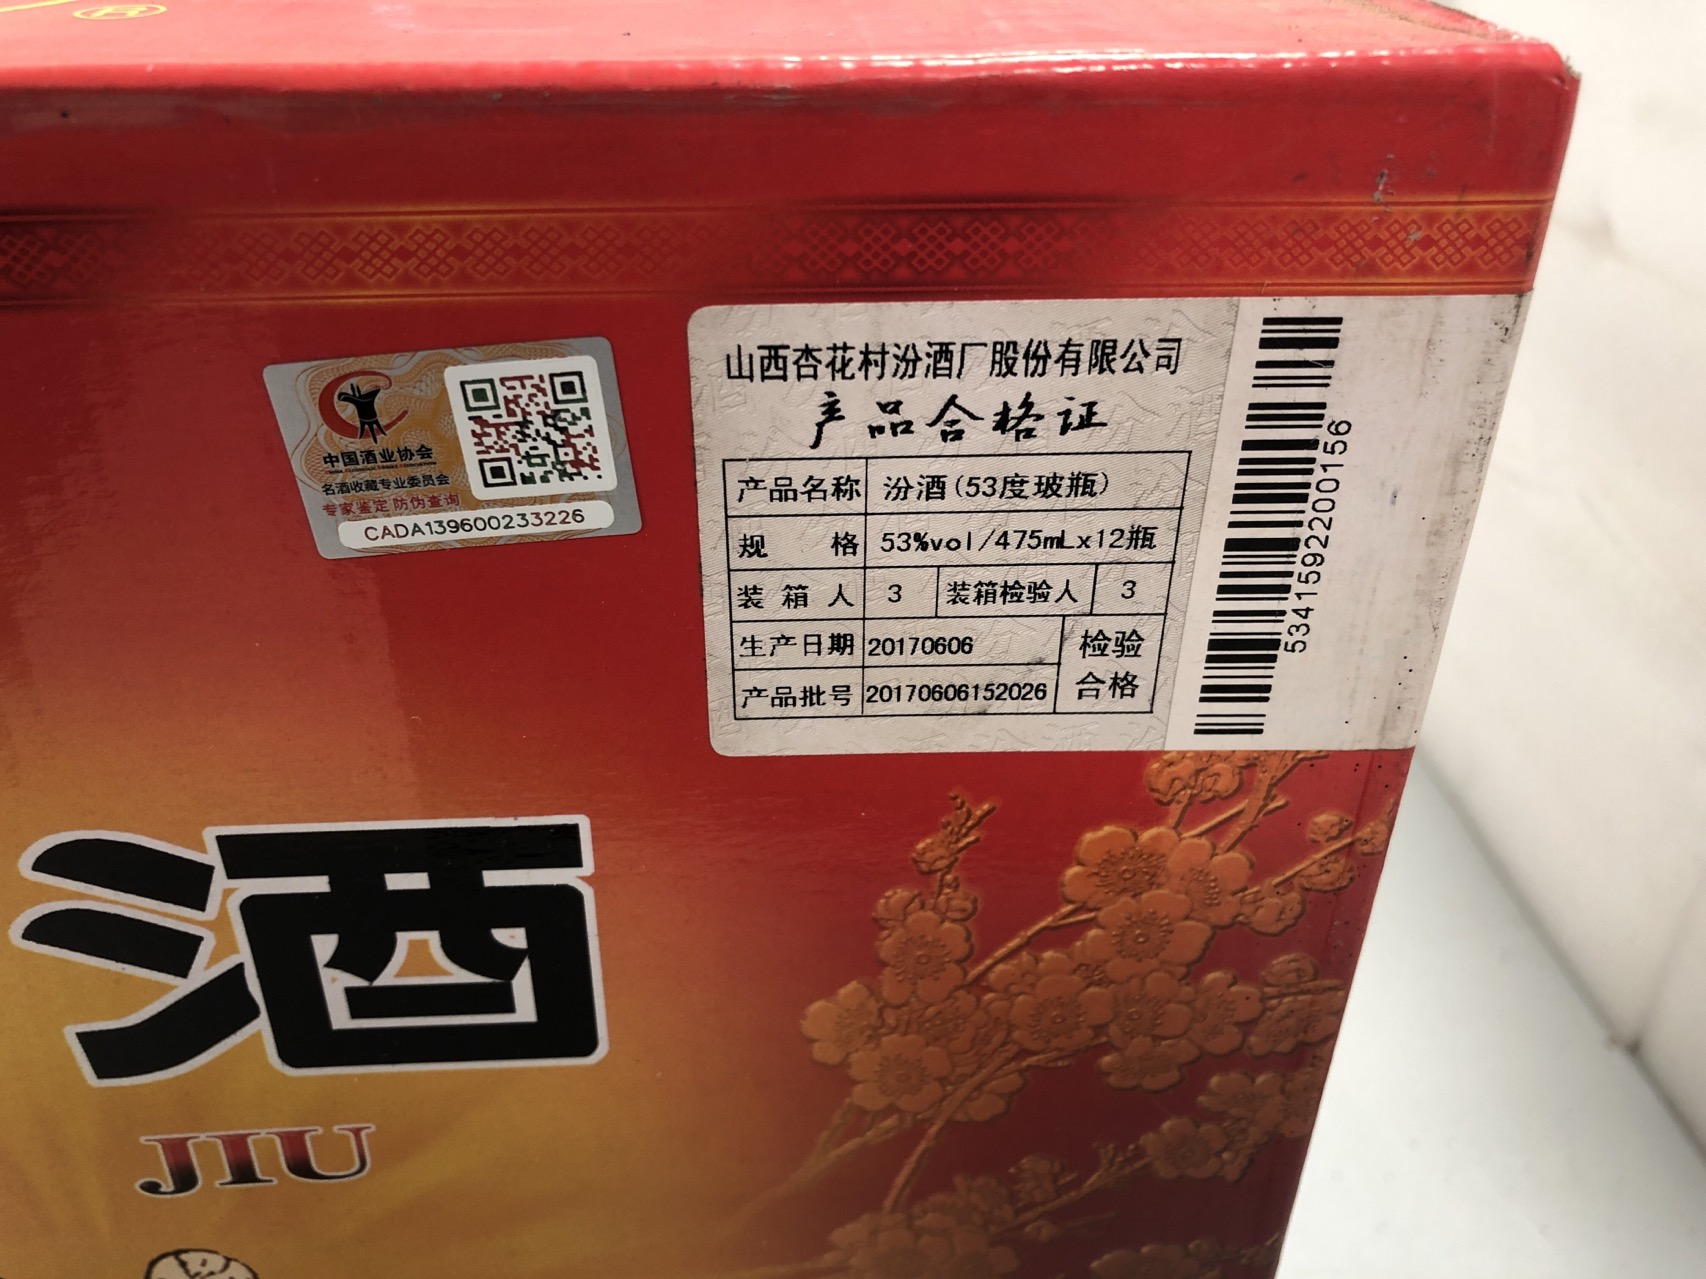 ®
中国酒业协会
名酒收藏专业委员会
专家鉴定 防伪查询
CADA139600233226
山西杏花村汾酒厂股份有限公司
产品合格证
产品名称 汾酒(53度玻瓶)
规 格 53%vol/475mLx12瓶
装箱人 3 装箱检验人 3
生产日期 20170606 检验
产品批号 20170606152026 合格
53415922200156
酒
JIU